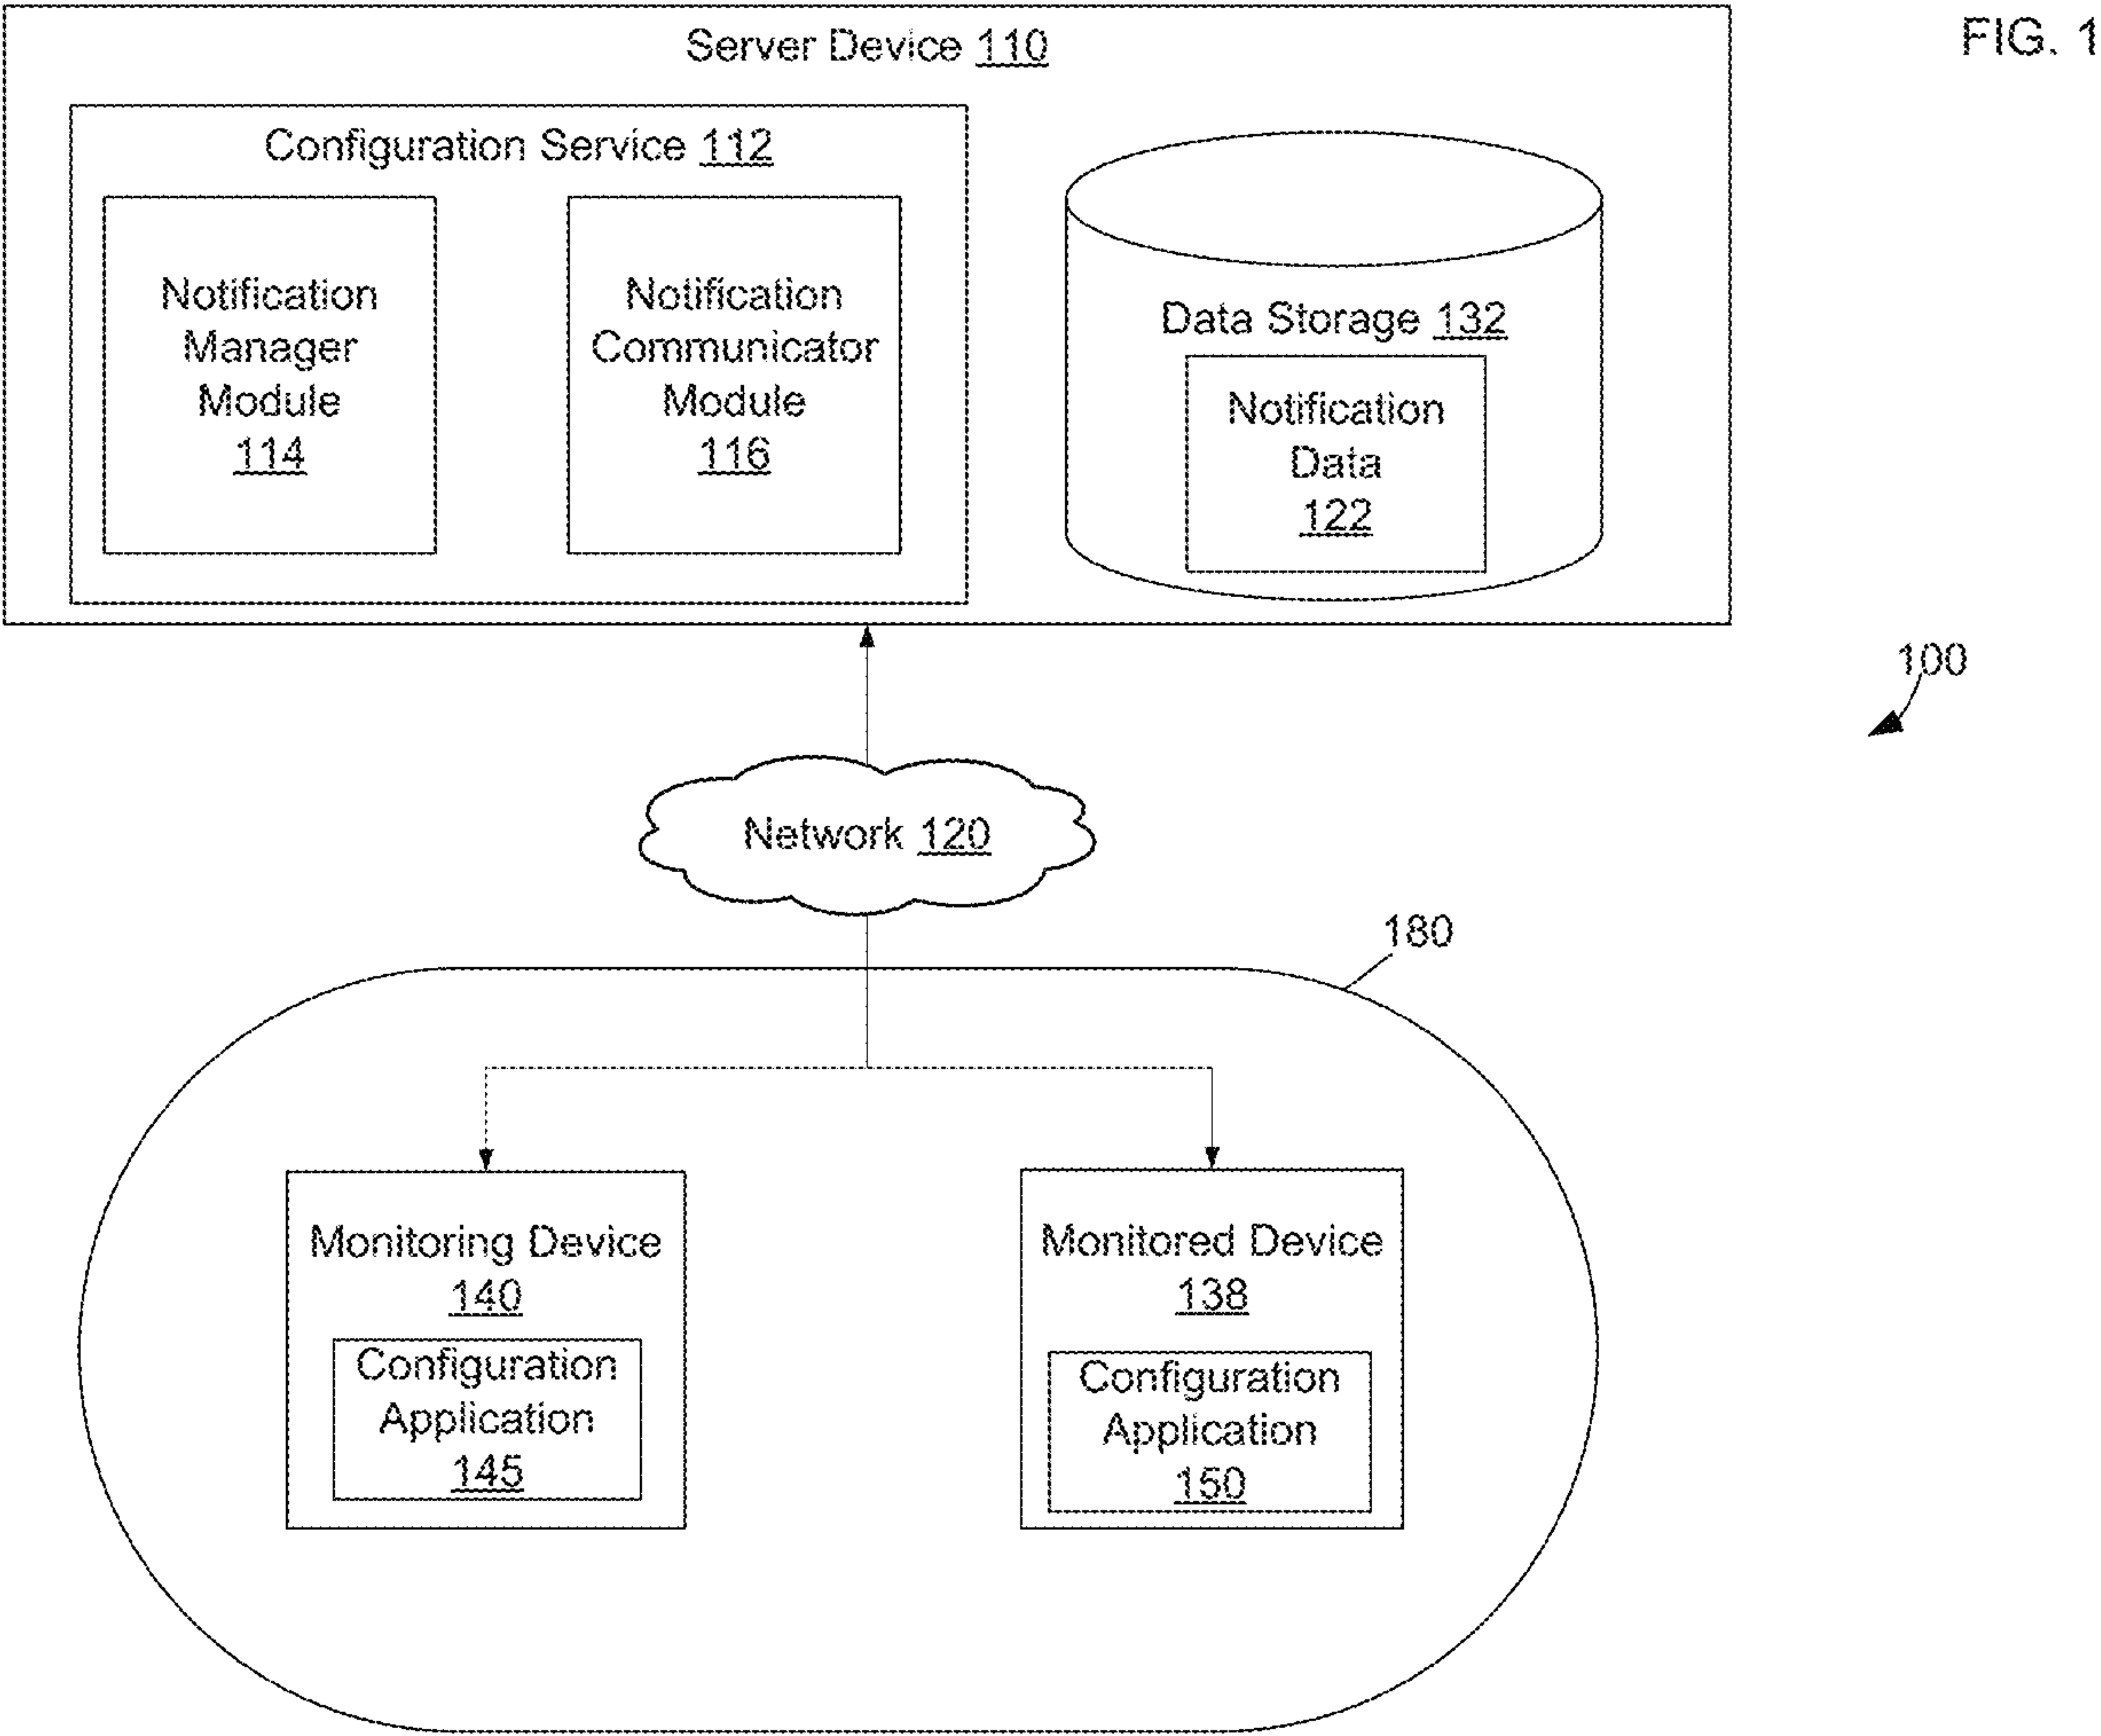 FIG. 1
Server Device 110
Configuration Service 112
Notification
Manager
Module
114
Notification
Communicator
Module
116
Data Storage 132
Notification
Data
122
100
Network 120
180
Monitoring Device
140
Configuration
Application
145
Monitored Device
138
Configuration
Application
150